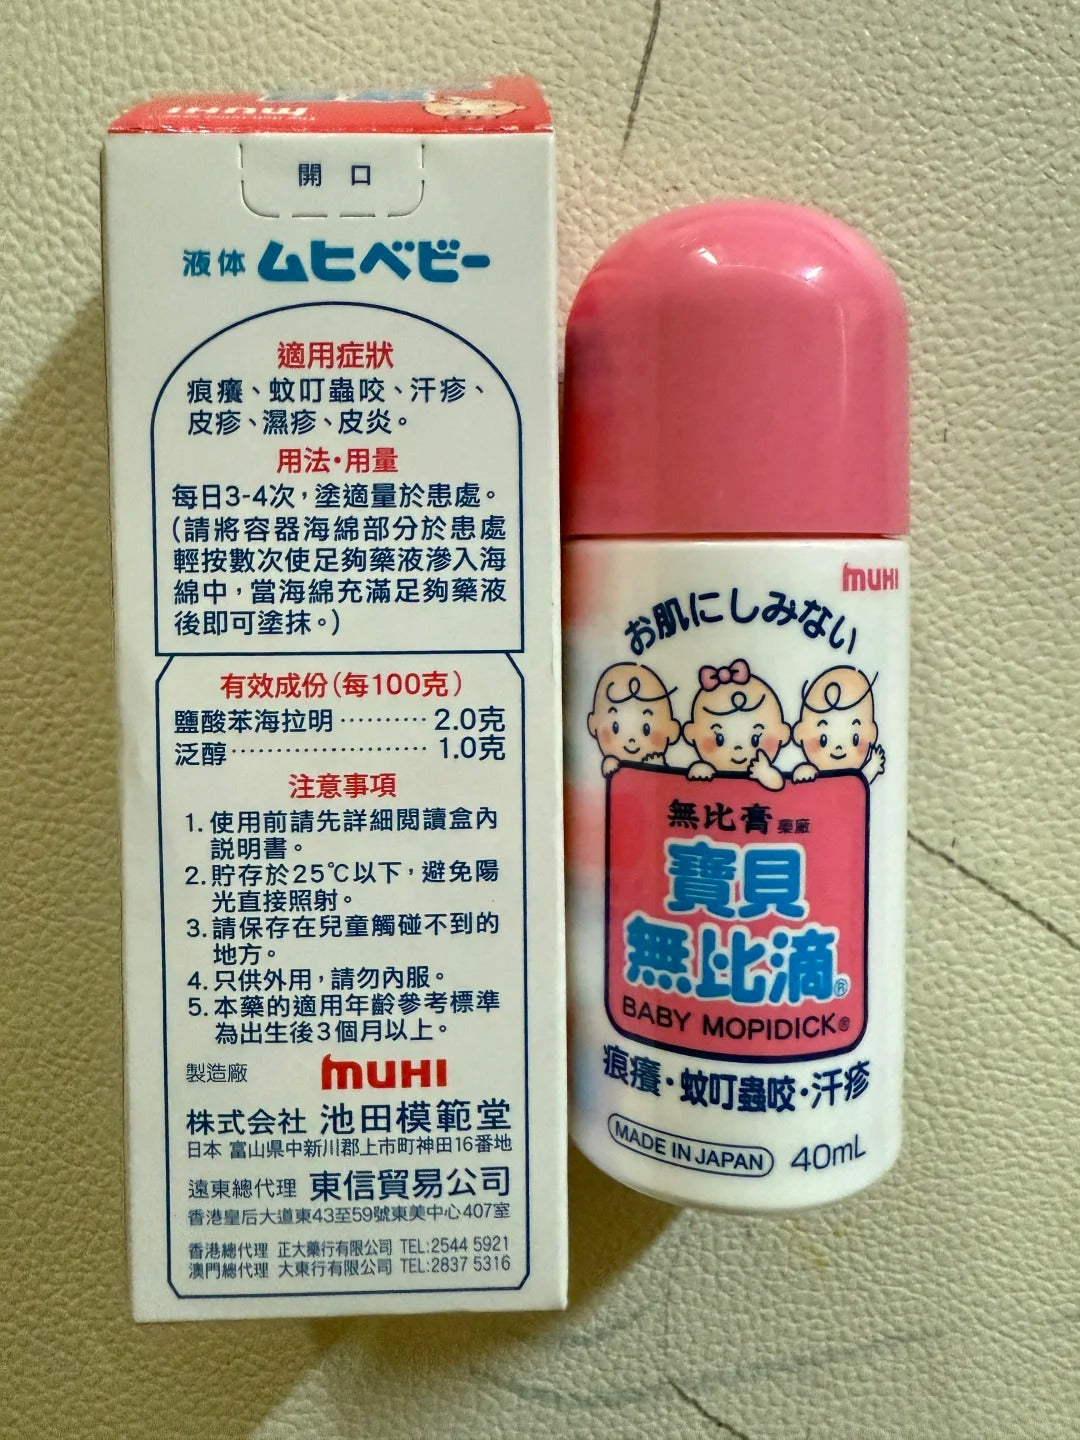 muHI
開口
液体 ムヒベビー
適用症狀
痕癢、蚊叮蟲咬、汗疹、
皮疹、濕疹、皮炎。
用法·用量
每日3-4次，塗適量於患處。
(請將容器海綿部分於患處
輕按數次使足夠藥液滲入海
綿中，當海綿充滿足夠藥液
後即可塗抹。)
有效成份(每100克)
鹽酸苯海拉明 ·········· 2.0克
泛醇 ······················ 1.0克
注意事項
1. 使用前請先詳細閱讀盒內
説明書。
2. 貯存於25℃以下，避免陽
光直接照射。
3. 請保存在兒童觸碰不到的
地方。
4. 只供外用，請勿內服。
5. 本藥的適用年齡參考標準
為出生後3個月以上。
製造廠 muHI
株式会社 池田模範堂
日本 富山県中新川郡上市町神田16番地
遠東總代理 東信貿易公司
香港皇后大道東43至59號東美中心407室
香港總代理 正大藥行有限公司 TEL:2544 5921
澳門總代理 大東行有限公司 TEL:2837 5316
muHI
お肌にしみない
無比膏藥廠
寶貝
無比滴®
BABY MOPIDICK®
痕癢·蚊叮蟲咬·汗疹
MADE IN JAPAN 40mL